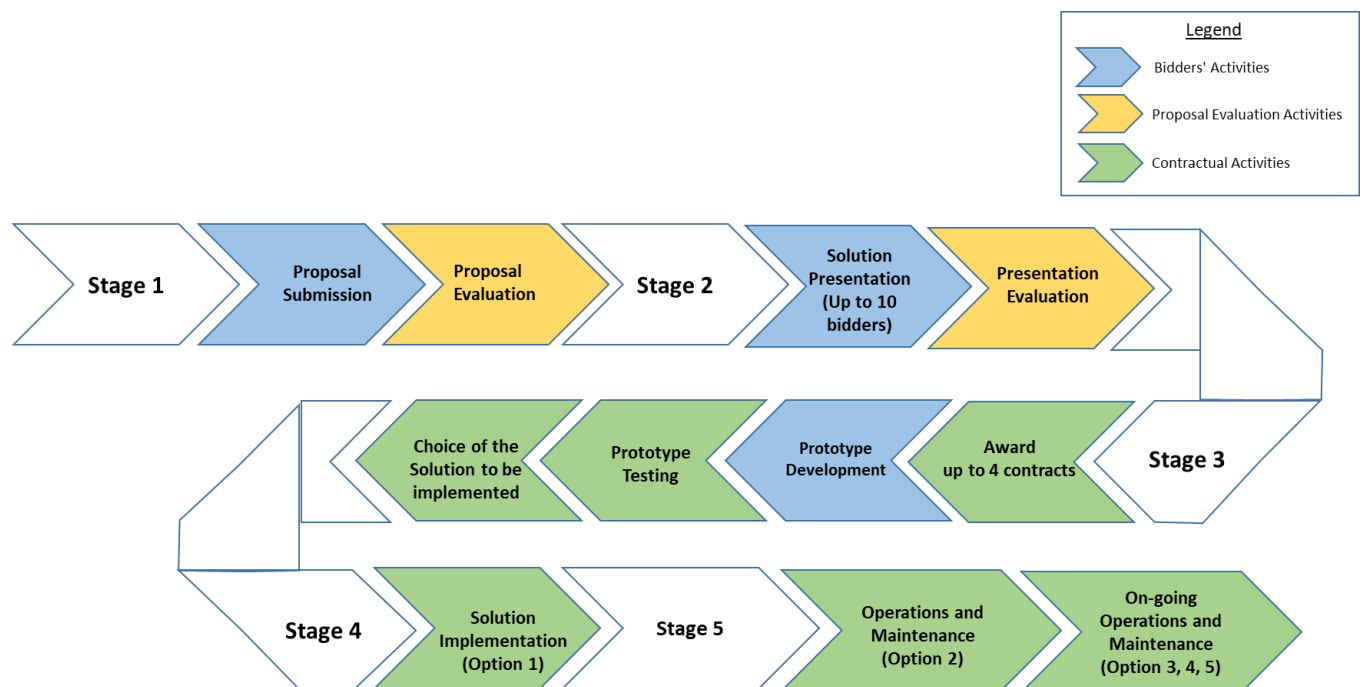 Legend
Bidders' Activities
Proposal Evaluation Activities
Contractual Activities
Stage 1
Proposal
Submission
Proposal
Evaluation
Stage 2
Solution
Presentation
(Up to 10
bidders)
Presentation
Evaluation
Stage 3
Award
up to 4 contracts
Prototype
Development
Prototype
Testing
Choice of the
Solution to be
implemented
Stage 4
Solution
Implementation
(Option 1)
Stage 5
Operations and
Maintenance
(Option 2)
On-going
Operations and
Maintenance
(Option 3, 4, 5)